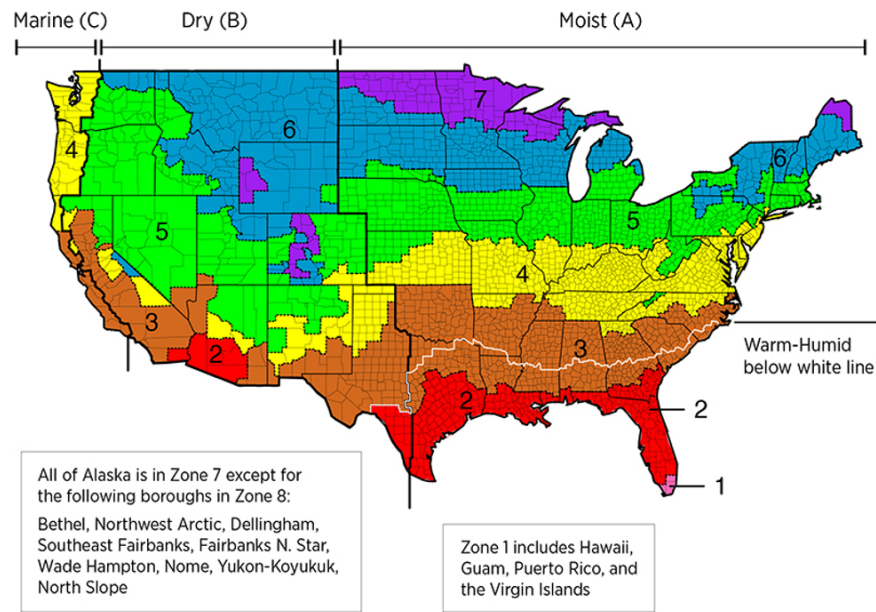 Marine (C)
Dry (B)
Moist (A)
7
6
6
4
5
5
4
3
3
2
2
Warm-Humid
below white line
2
1
All of Alaska is in Zone 7 except for
the following boroughs in Zone 8:
Bethel, Northwest Arctic, Dellingham,
Southeast Fairbanks, Fairbanks N. Star,
Wade Hampton, Nome, Yukon-Koyukuk,
North Slope
Zone 1 includes Hawaii,
Guam, Puerto Rico, and
the Virgin Islands